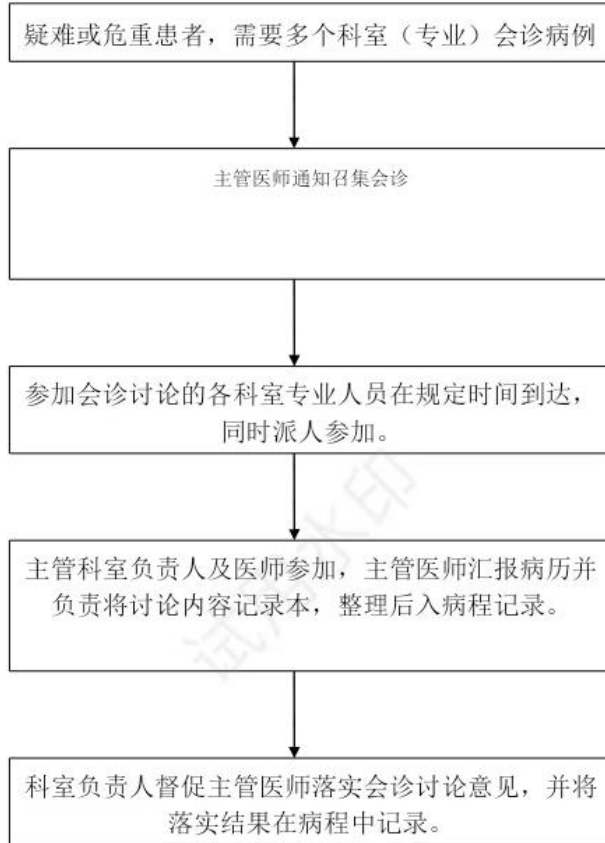 疑难或危重患者，需要多个科室（专业）会诊病例
主管医师通知召集会诊
参加会诊讨论的各科室专业人员在规定时间到达，
同时派人参加。
主管科室负责人及医师参加，主管医师汇报病历并
负责将讨论内容记录本，整理后入病程记录。
科室负责人督促主管医师落实会诊讨论意见，并将
落实结果在病程中记录。
试用水印